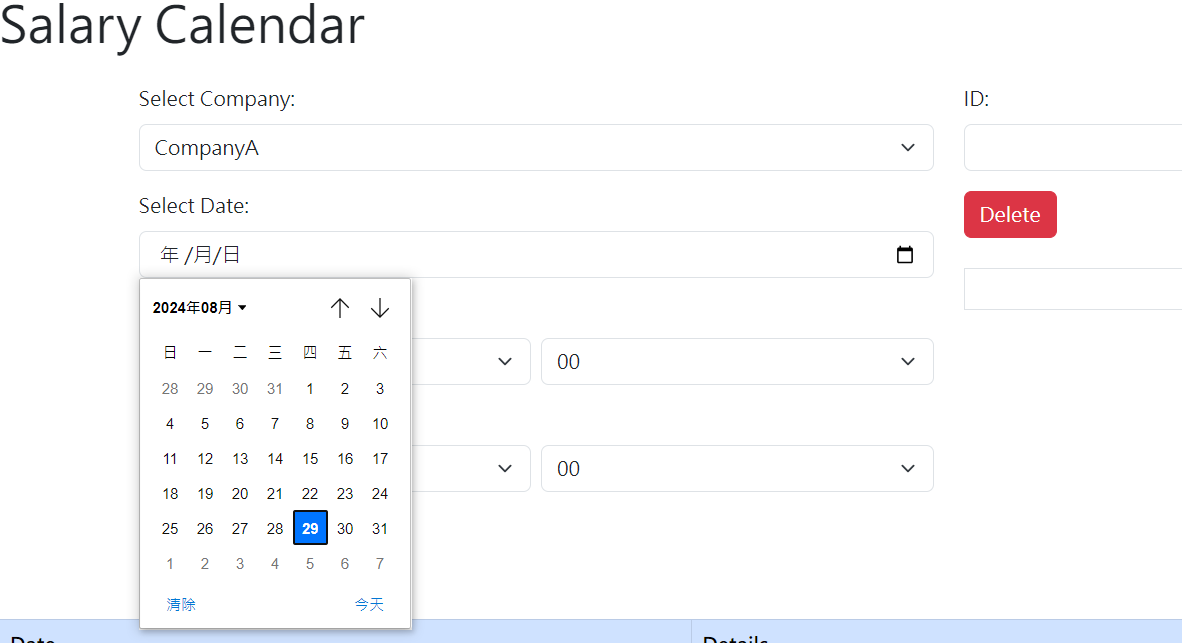 Salary Calendar
Select Company:
ID:
CompanyA
Select Date:
Delete
年 /月/日
2024年08月
日 一 二 三 四 五 六
28 29 30 31 1 2 3
00
4 5 6 7 8 9 10
11 12 13 14 15 16 17
00
18 19 20 21 22 23 24
25 26 27 28 29 30 31
1 2 3 4 5 6 7
清除 今天
Date Details